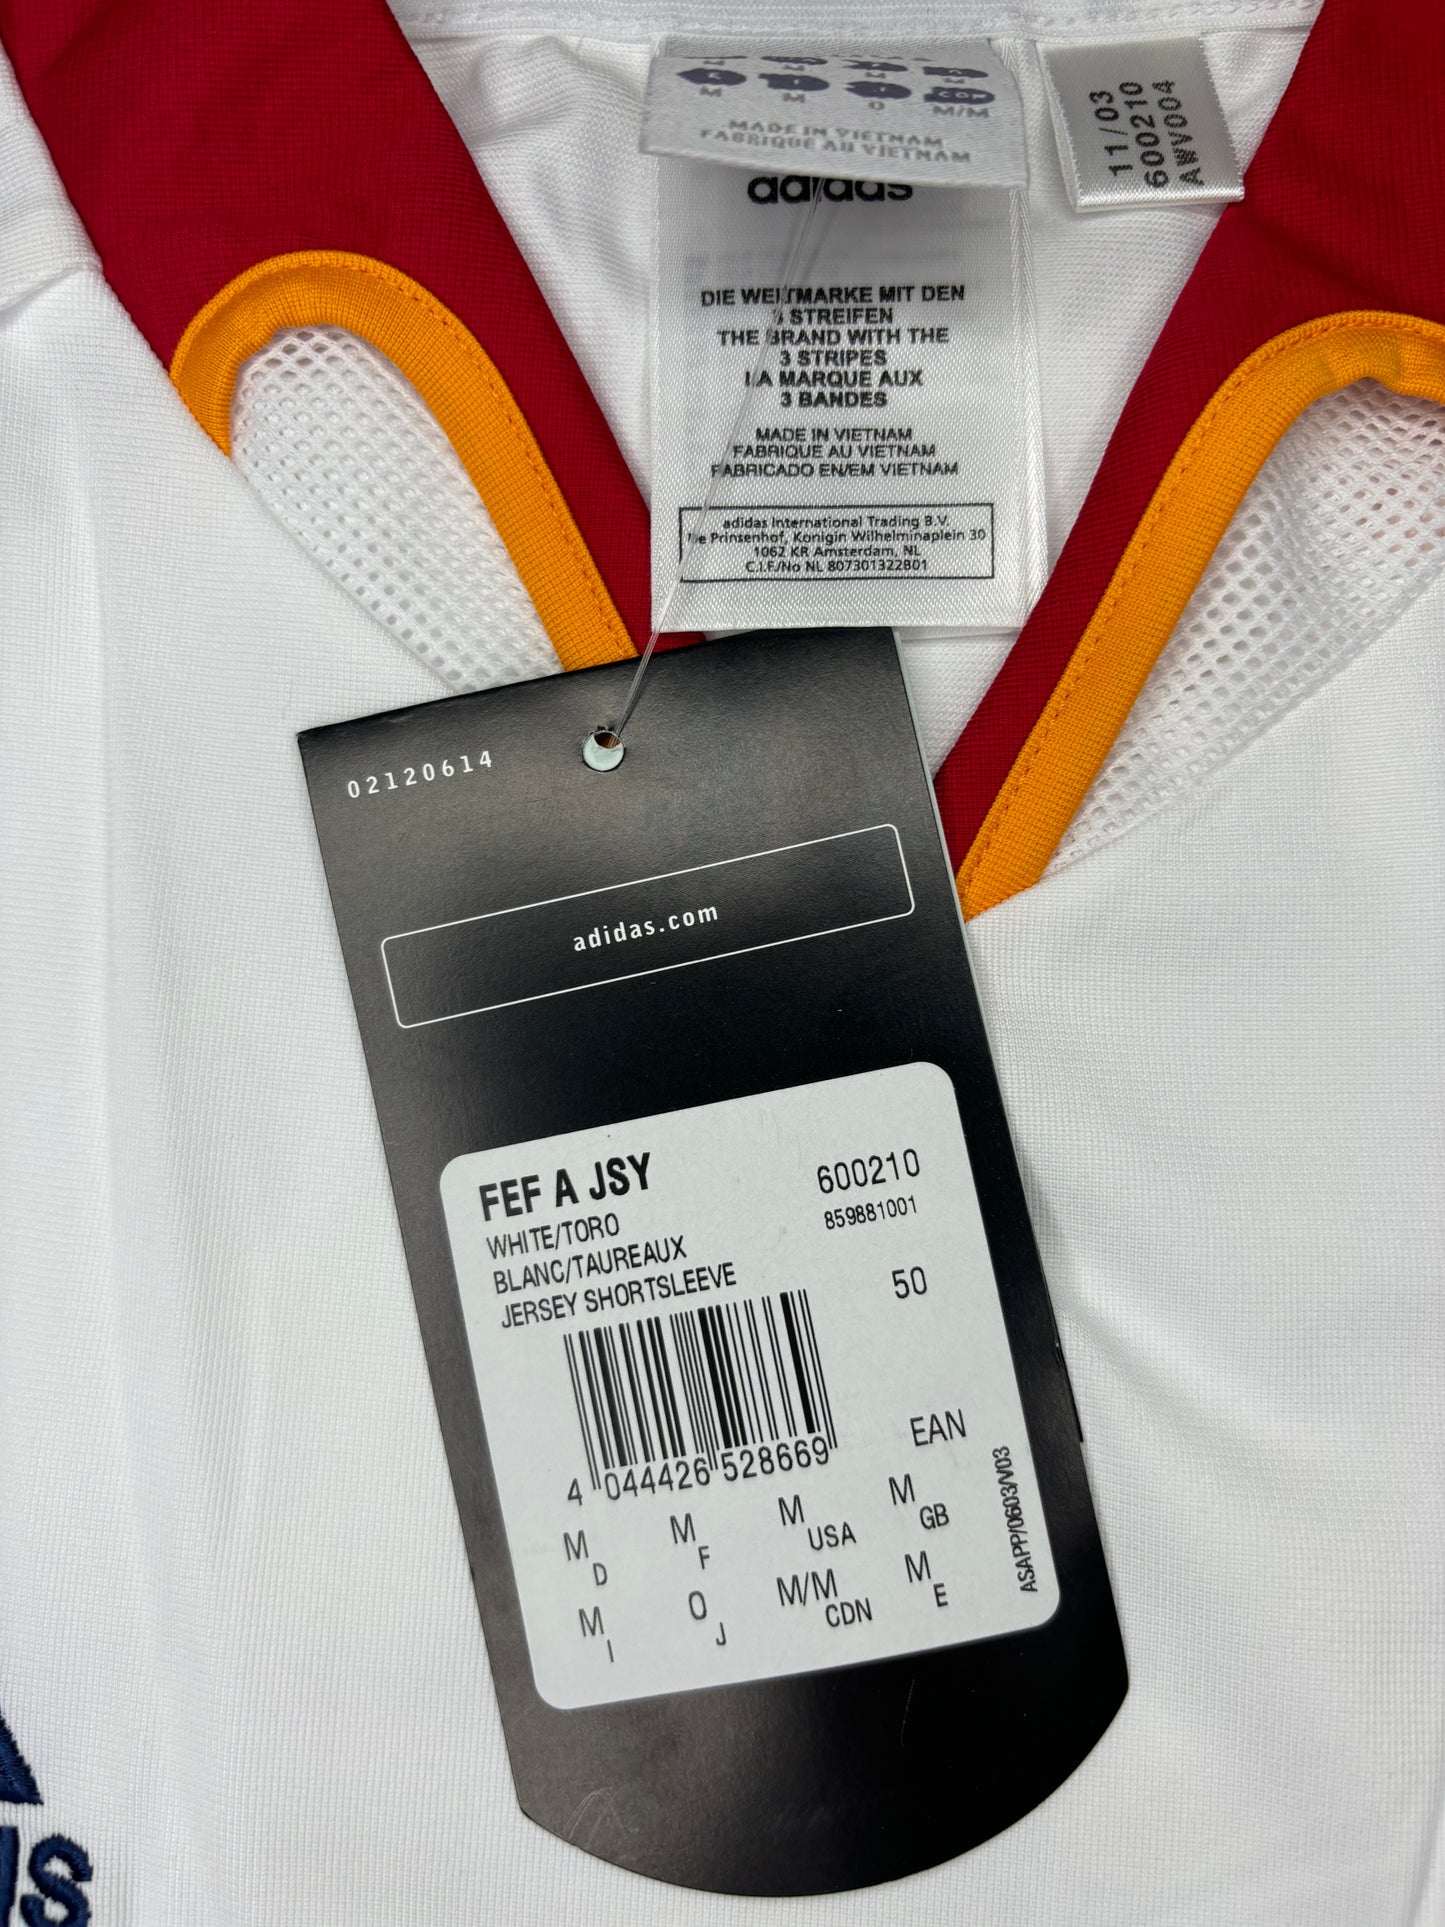 M M M M
M M O COP M/M
MADE IN VIETNAM
FABRIQUE AU VIETNAM
11/03
600210
AWV004
adidas
DIE WELTMARKE MIT DEN
3 STREIFEN
THE BRAND WITH THE
3 STRIPES
LA MARQUE AUX
3 BANDES
MADE IN VIETNAM
FABRIQUE AU VIETNAM
FABRICADO EN/EM VIETNAM
adidas International Trading B.V.
The Prinsenhof, Konigin Wilhelminaplein 30
1062 KR Amsterdam, NL
C.I.F./No NL 807301322B01
02120614
adidas.com
FEF A JSY 600210
WHITE/TORO 859881001
BLANC/TAUREAUX
JERSEY SHORTSLEEVE 50
4 044426 528669 EAN
M D M F M USA M GB
M I O J M/M CDN M E
ASAPP/0603/V03